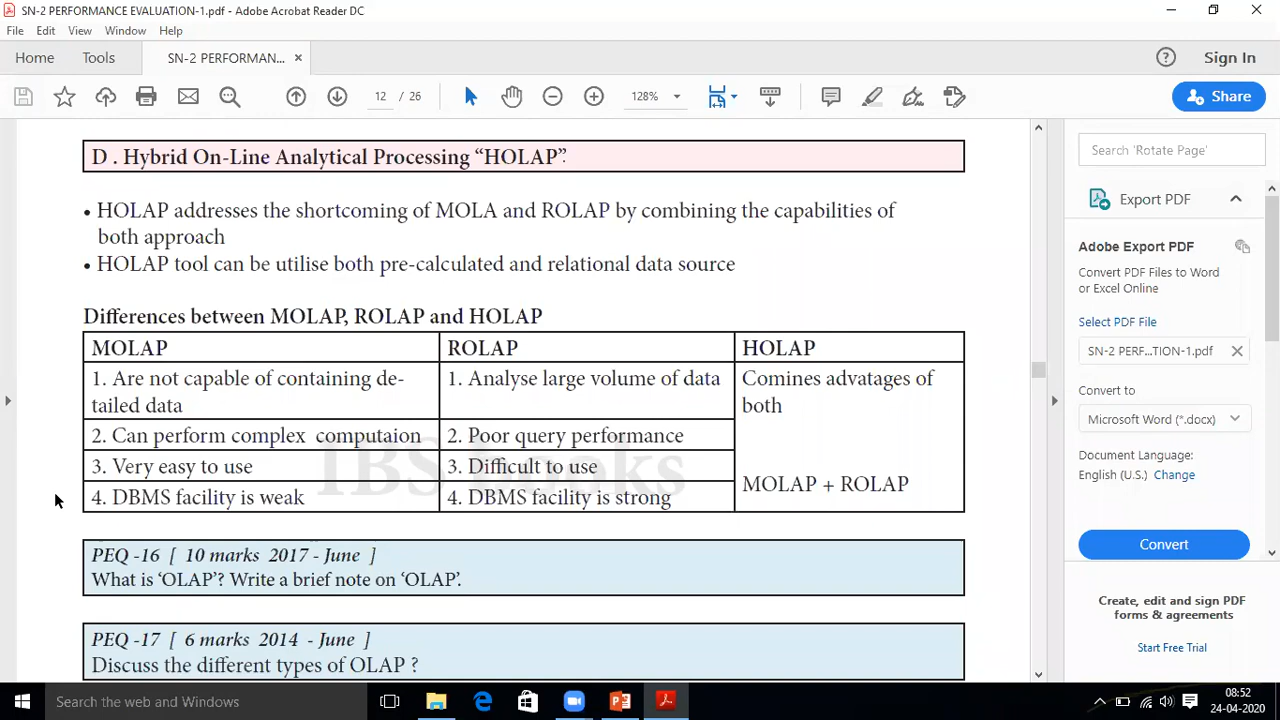 SN-2 PERFORMANCE EVALUATION-1.pdf - Adobe Acrobat Reader DC
File Edit View Window Help
Home Tools SN-2 PERFORMAN... ×
Sign In
12 / 26
128%
Share
D . Hybrid On-Line Analytical Processing “HOLAP”.
• HOLAP addresses the shortcoming of MOLA and ROLAP by combining the capabilities of
both approach
• HOLAP tool can be utilise both pre-calculated and relational data source
Differences between MOLAP, ROLAP and HOLAP
MOLAP ROLAP HOLAP
1. Are not capable of containing de-
tailed data
1. Analyse large volume of data
Comines advatages of
both
2. Can perform complex computaion
2. Poor query performance
3. Very easy to use
3. Difficult to use
MOLAP + ROLAP
4. DBMS facility is weak
4. DBMS facility is strong
IBS books
PEQ -16 [ 10 marks 2017 - June ]
What is ‘OLAP’? Write a brief note on ‘OLAP’.
PEQ -17 [ 6 marks 2014 - June ]
Discuss the different types of OLAP ?
Search 'Rotate Page'
Export PDF
Adobe Export PDF
Convert PDF Files to Word
or Excel Online
Select PDF File
SN-2 PERF...TION-1.pdf
Convert to
Microsoft Word (*.docx)
Document Language:
English (U.S.) Change
Convert
Create, edit and sign PDF
forms & agreements
Start Free Trial
Search the web and Windows
08:52
24-04-2020